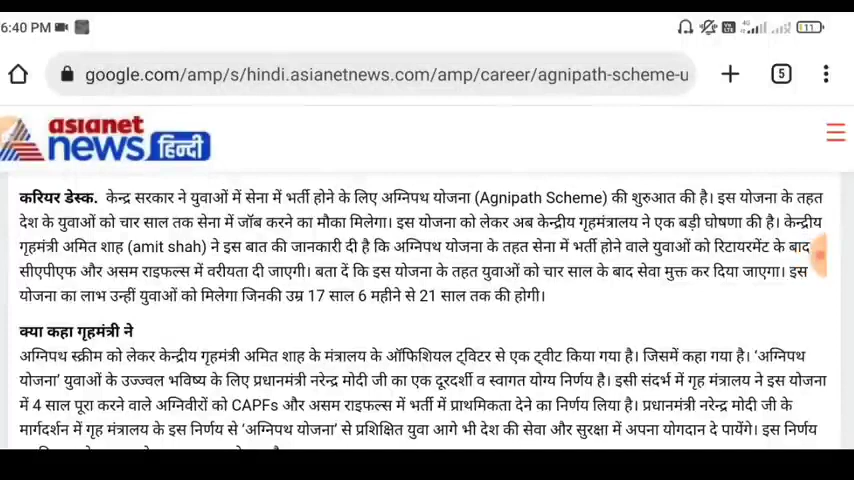 6:40 PM
4G
11
google.com/amp/s/hindi.asianetnews.com/amp/career/agnipath-scheme-u
5
asianet
news हिन्दी
करियर डेस्क. केन्द्र सरकार ने युवाओं में सेना में भर्ती होने के लिए अग्निपथ योजना (Agnipath Scheme) की शुरुआत की है। इस योजना के तहत
देश के युवाओं को चार साल तक सेना में जॉब करने का मौका मिलेगा। इस योजना को लेकर अब केन्द्रीय गृहमंत्रालय ने एक बड़ी घोषणा की है। केन्द्रीय
गृहमंत्री अमित शाह (amit shah) ने इस बात की जानकारी दी है कि अग्निपथ योजना के तहत सेना में भर्ती होने वाले युवाओं को रिटायरमेंट के बाद
सीएपीएफ और असम राइफल्स में वरीयता दी जाएगी। बता दें कि इस योजना के तहत युवाओं को चार साल के बाद सेवा मुक्त कर दिया जाएगा। इस
योजना का लाभ उन्हीं युवाओं को मिलेगा जिनकी उम्र 17 साल 6 महीने से 21 साल तक की होगी।
क्या कहा गृहमंत्री ने
अग्निपथ स्क्रीम को लेकर केन्द्रीय गृहमंत्री अमित शाह के मंत्रालय के ऑफिशियल ट्विटर से एक ट्वीट किया गया है। जिसमें कहा गया है। 'अग्निपथ
योजना' युवाओं के उज्ज्वल भविष्य के लिए प्रधानमंत्री नरेन्द्र मोदी जी का एक दूरदर्शी व स्वागत योग्य निर्णय है। इसी संदर्भ में गृह मंत्रालय ने इस योजना
में 4 साल पूरा करने वाले अग्निवीरों को CAPFs और असम राइफल्स में भर्ती में प्राथमिकता देने का निर्णय लिया है। प्रधानमंत्री नरेन्द्र मोदी जी के
मार्गदर्शन में गृह मंत्रालय के इस निर्णय से 'अग्निपथ योजना' से प्रशिक्षित युवा आगे भी देश की सेवा और सुरक्षा में अपना योगदान दे पायेंगे। इस निर्णय